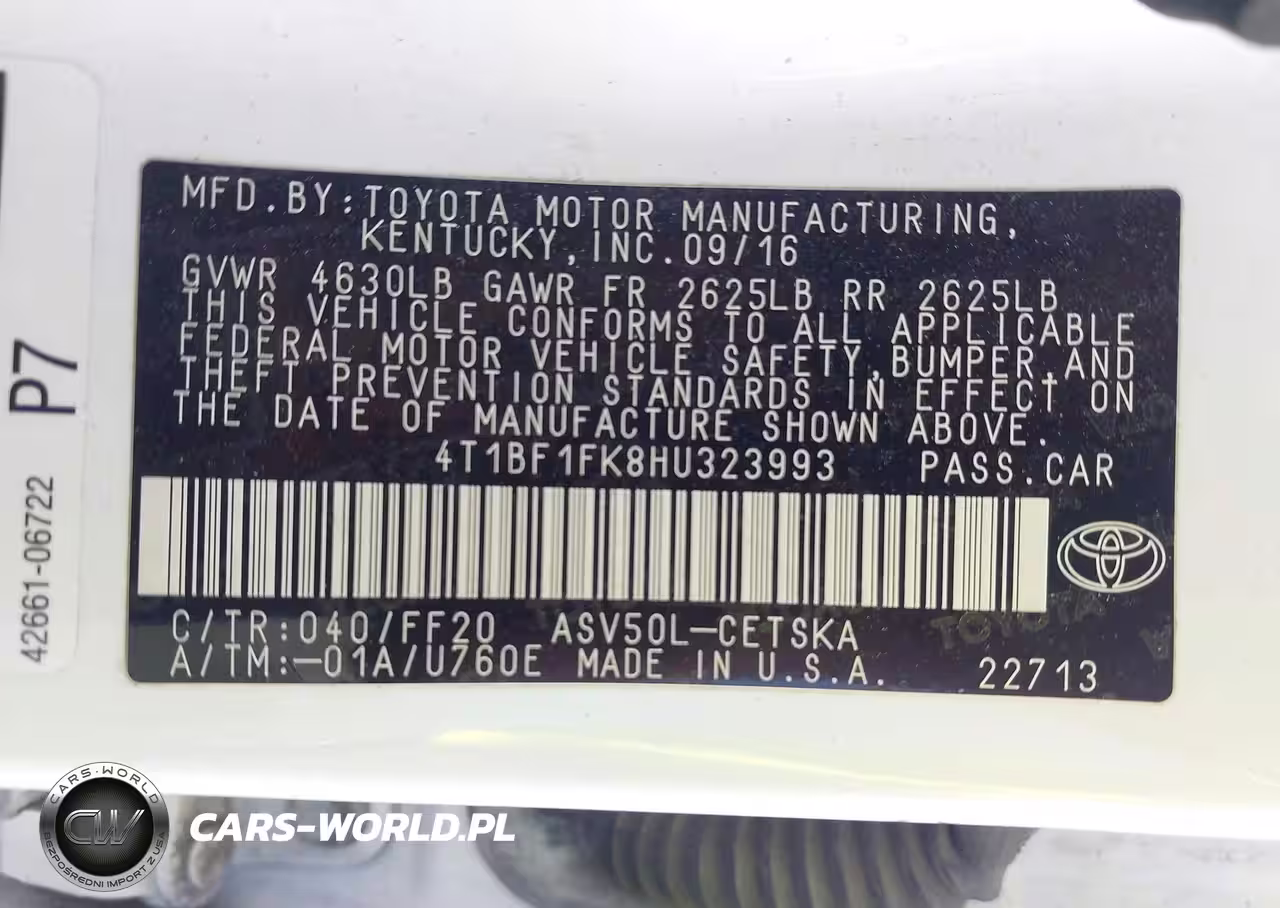 MFD.BY:TOYOTA MOTOR MANUFACTURING,
KENTUCKY,INC.09/16
GVWR 4630LB GAWR FR 2625LB RR 2625LB
THIS VEHICLE CONFORMS TO ALL APPLICABLE
FEDERAL MOTOR VEHICLE SAFETY,BUMPER,AND
THEFT PREVENTION STANDARDS IN EFFECT ON
THE DATE OF MANUFACTURE SHOWN ABOVE.
4T1BF1FK8HU323993 PASS.CAR
C/TR:040/FF20 ASV50L-CETSKA
A/TM:-01A/U760E MADE IN U.S.A. 22713
TOYOTA
P7
42661-06722
CARS-WORLD
CW
BEZPOŚREDNI IMPORT Z USA
CARS-WORLD.PL